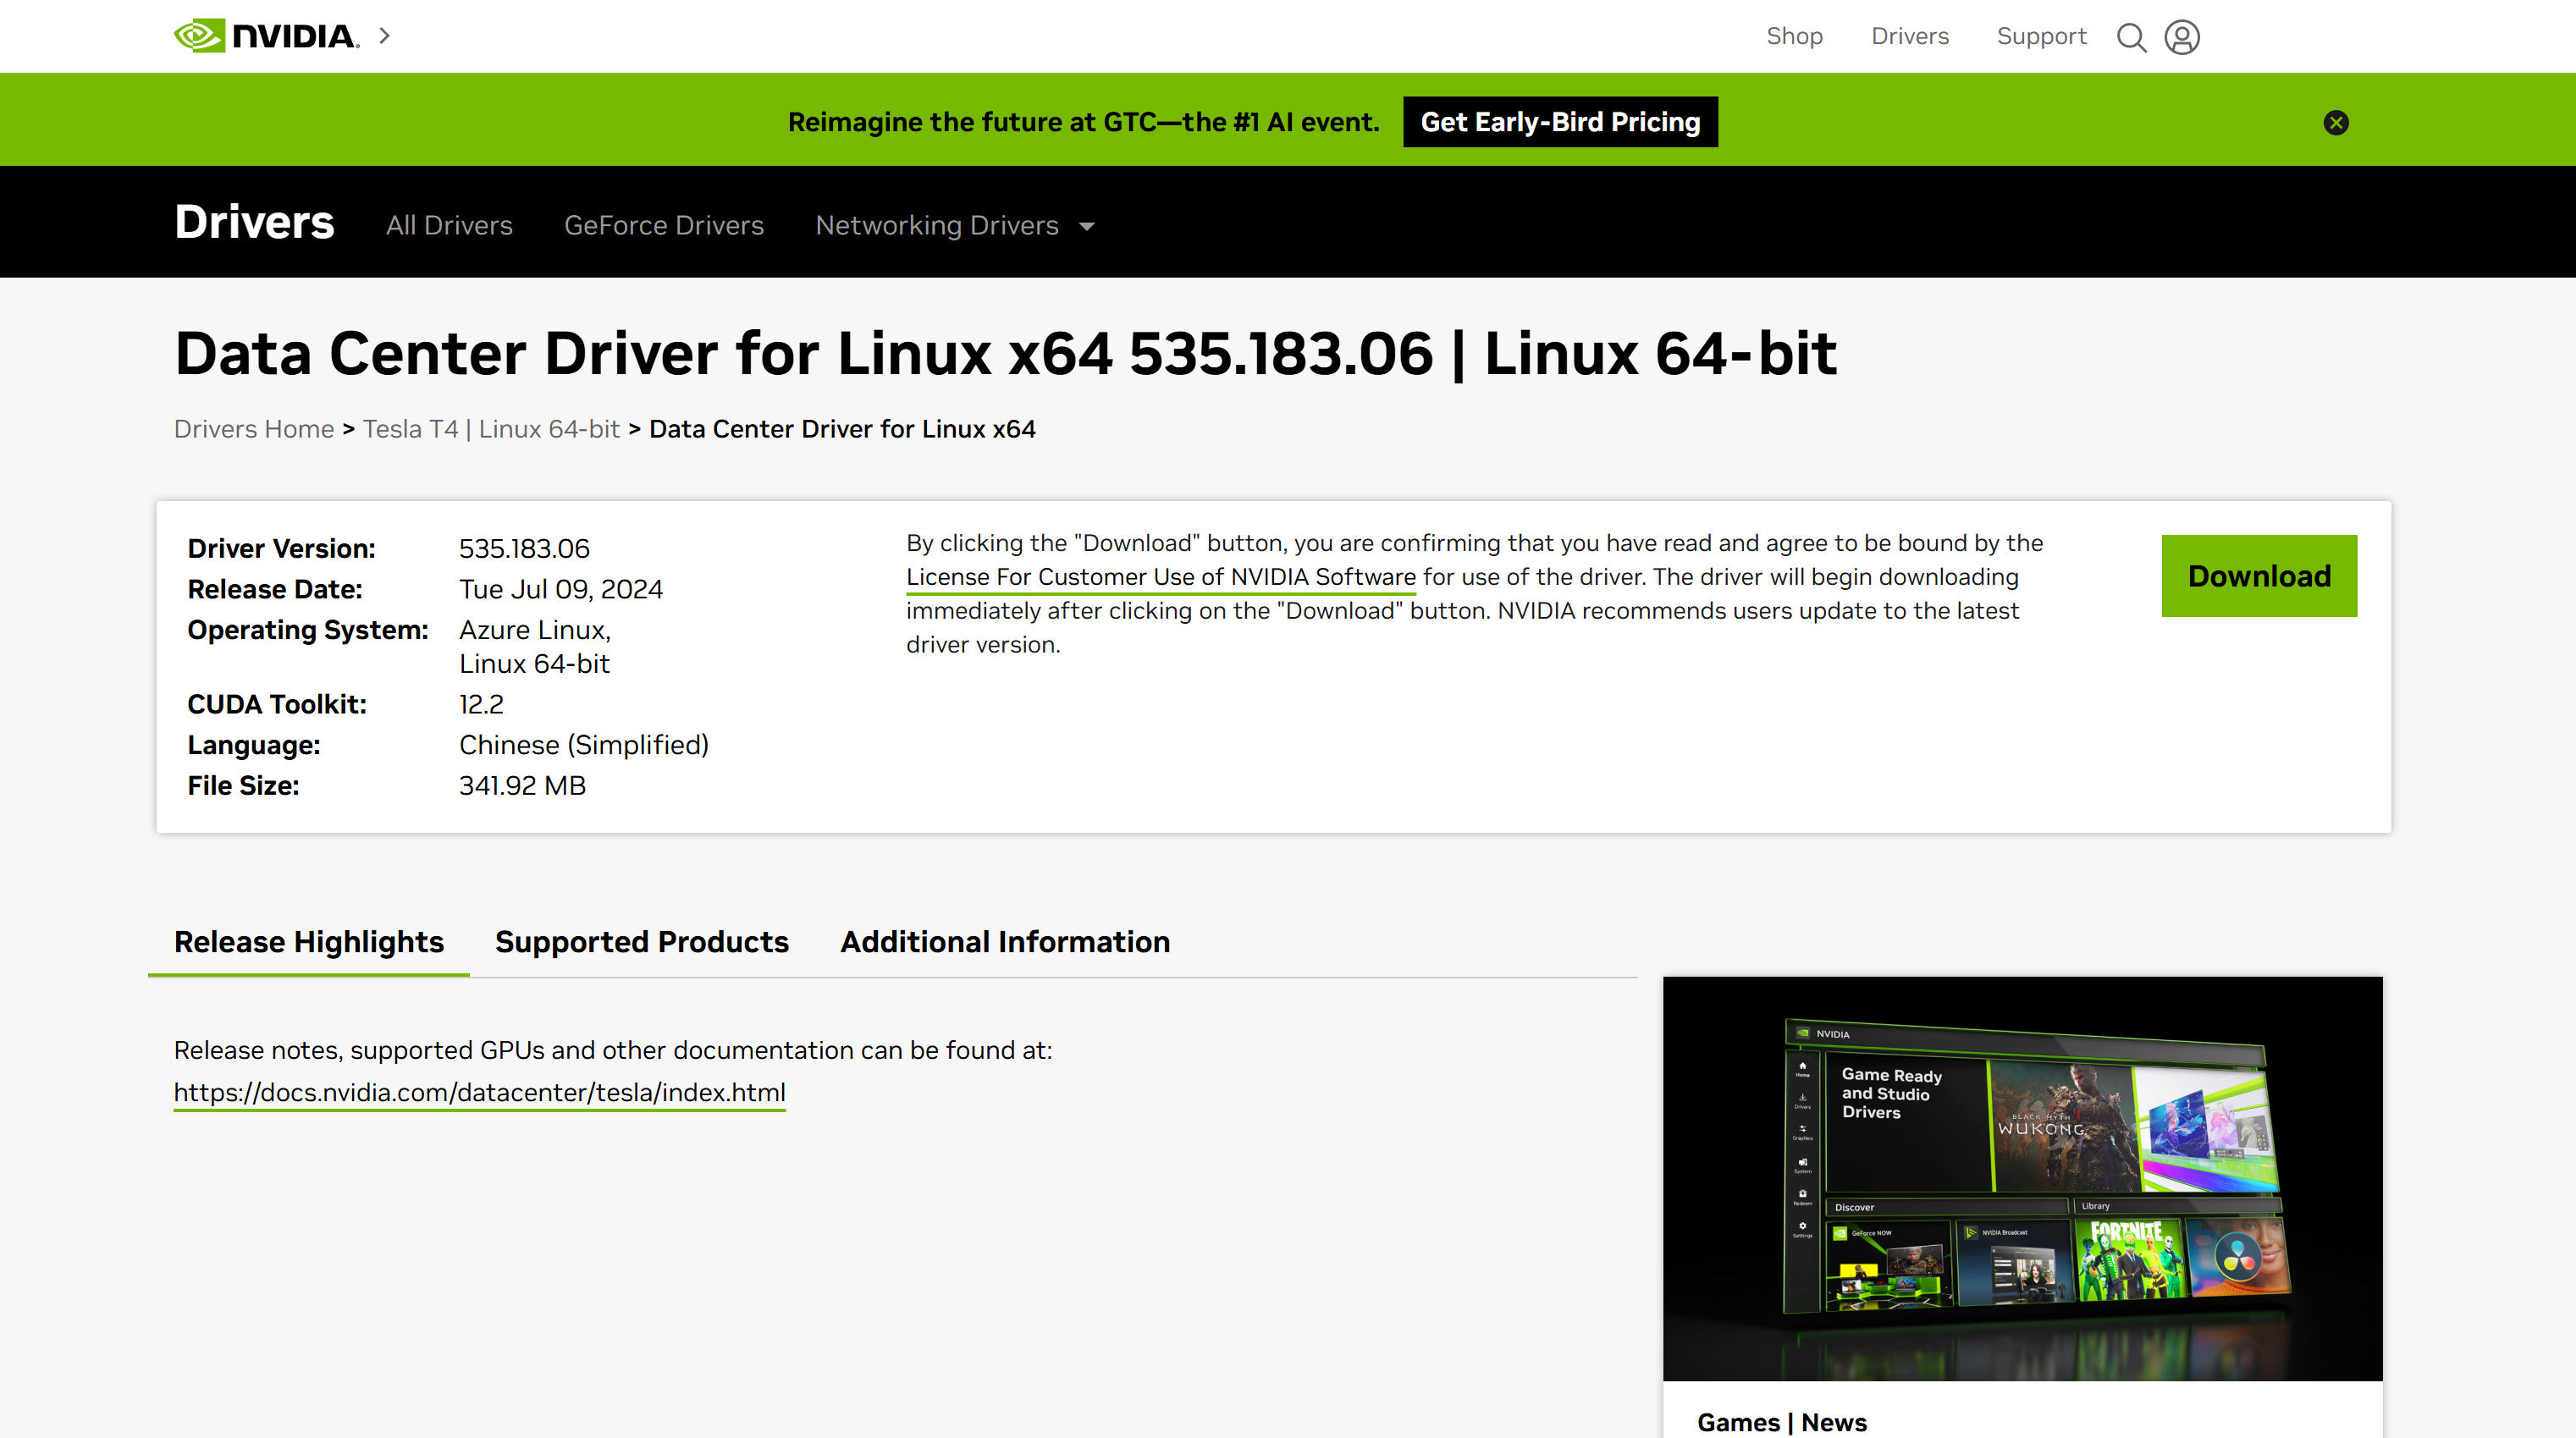 NVIDIA.
Shop
Drivers
Support
Reimagine the future at GTC—the #1 AI event.
Get Early-Bird Pricing
Drivers
All Drivers
GeForce Drivers
Networking Drivers
Data Center Driver for Linux x64 535.183.06 | Linux 64-bit
Drivers Home > Tesla T4 | Linux 64-bit > Data Center Driver for Linux x64
Driver Version: 535.183.06
Release Date: Tue Jul 09, 2024
Operating System: Azure Linux,
Linux 64-bit
CUDA Toolkit: 12.2
Language: Chinese (Simplified)
File Size: 341.92 MB
By clicking the "Download" button, you are confirming that you have read and agree to be bound by the
License For Customer Use of NVIDIA Software for use of the driver. The driver will begin downloading
immediately after clicking on the "Download" button. NVIDIA recommends users update to the latest
driver version.
Download
Release Highlights
Supported Products
Additional Information
Release notes, supported GPUs and other documentation can be found at:
https://docs.nvidia.com/datacenter/tesla/index.html
NVIDIA
Home
Drivers
Graphics
System
Redeem
Settings
Game Ready
and Studio
Drivers
BLACK MYTH
WUKONG
Discover
Library
GeForce NOW
NVIDIA Broadcast
FORTNITE
Games | News